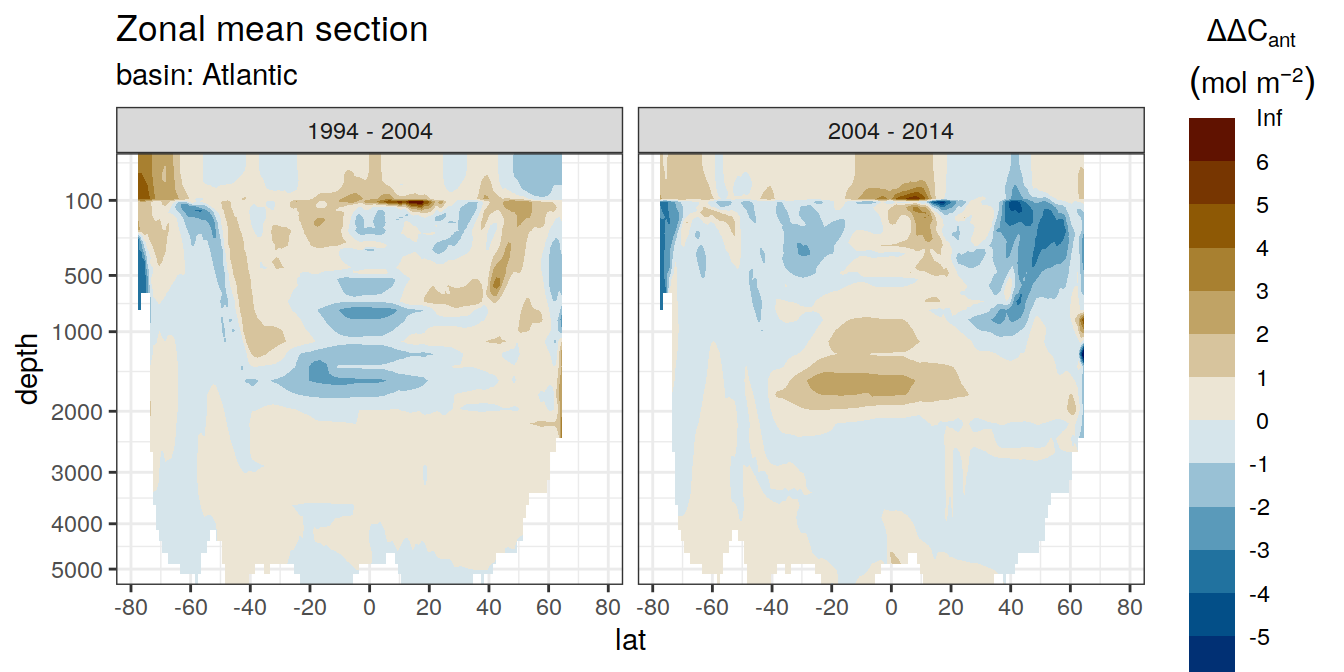 Zonal mean section
basin: Atlantic
1994 - 2004
2004 - 2014
depth
100
500
1000
2000
3000
4000
5000
-80 -60 -40 -20 0 20 40 60 80
-80 -60 -40 -20 0 20 40 60 80
lat
ΔΔC_ant
(mol m⁻²)
Inf
6
5
4
3
2
1
0
-1
-2
-3
-4
-5